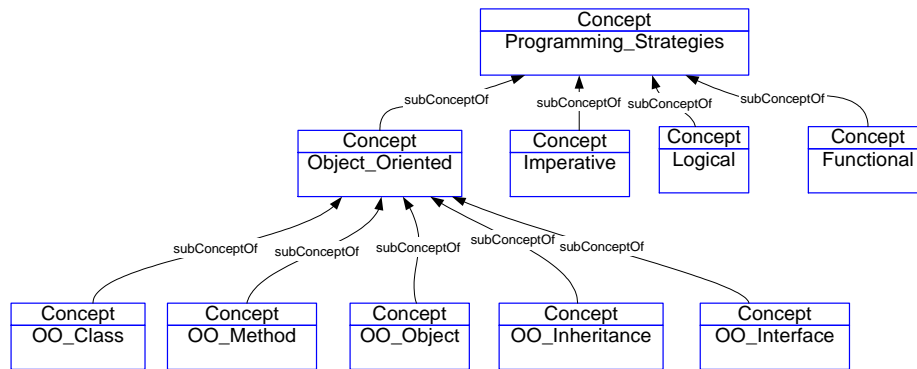 Concept
Programming_Strategies
subConceptOf
subConceptOf
subConceptOf
subConceptOf
Concept
Object_Oriented
Concept
Imperative
Concept
Logical
Concept
Functional
subConceptOf
subConceptOf
subConceptOf
subConceptOf
subConceptOf
Concept
OO_Class
Concept
OO_Method
Concept
OO_Object
Concept
OO_Inheritance
Concept
OO_Interface